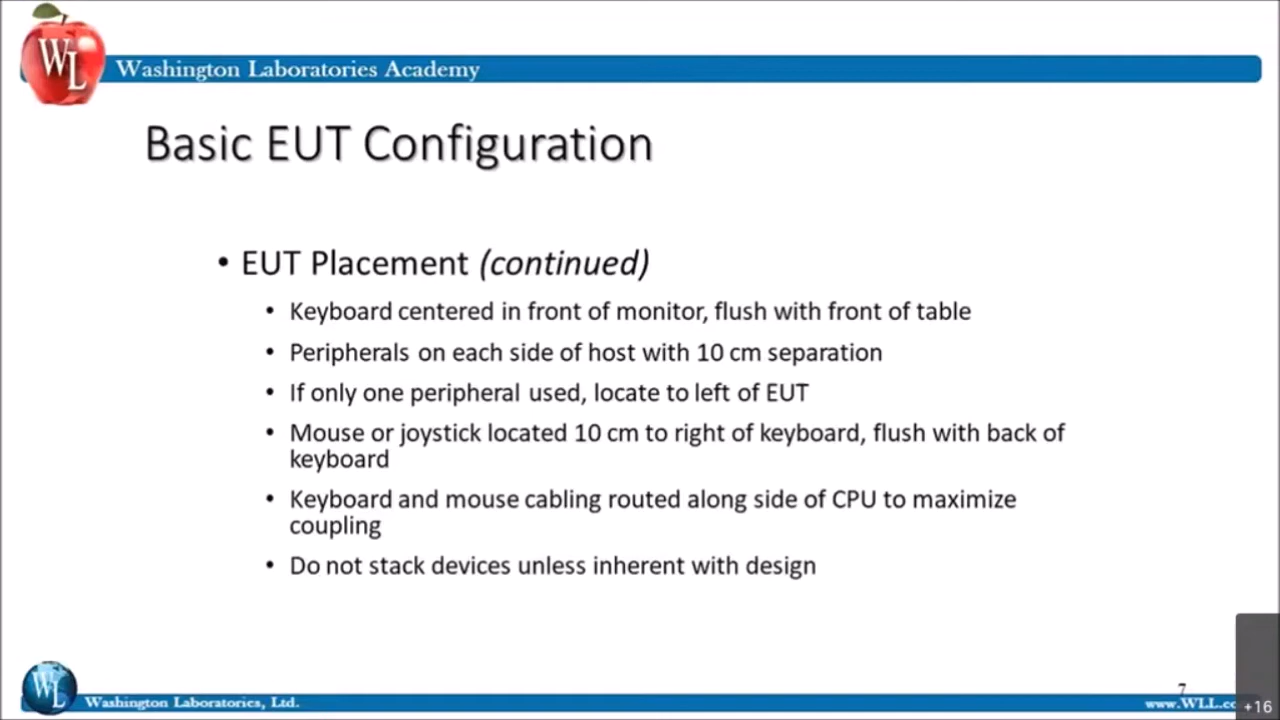 WL Washington Laboratories Academy
Basic EUT Configuration
• EUT Placement (continued)
• Keyboard centered in front of monitor, flush with front of table
• Peripherals on each side of host with 10 cm separation
• If only one peripheral used, locate to left of EUT
• Mouse or joystick located 10 cm to right of keyboard, flush with back of
keyboard
• Keyboard and mouse cabling routed along side of CPU to maximize
coupling
• Do not stack devices unless inherent with design
7
WL Washington Laboratories, Ltd.
www.WLL.co
+16